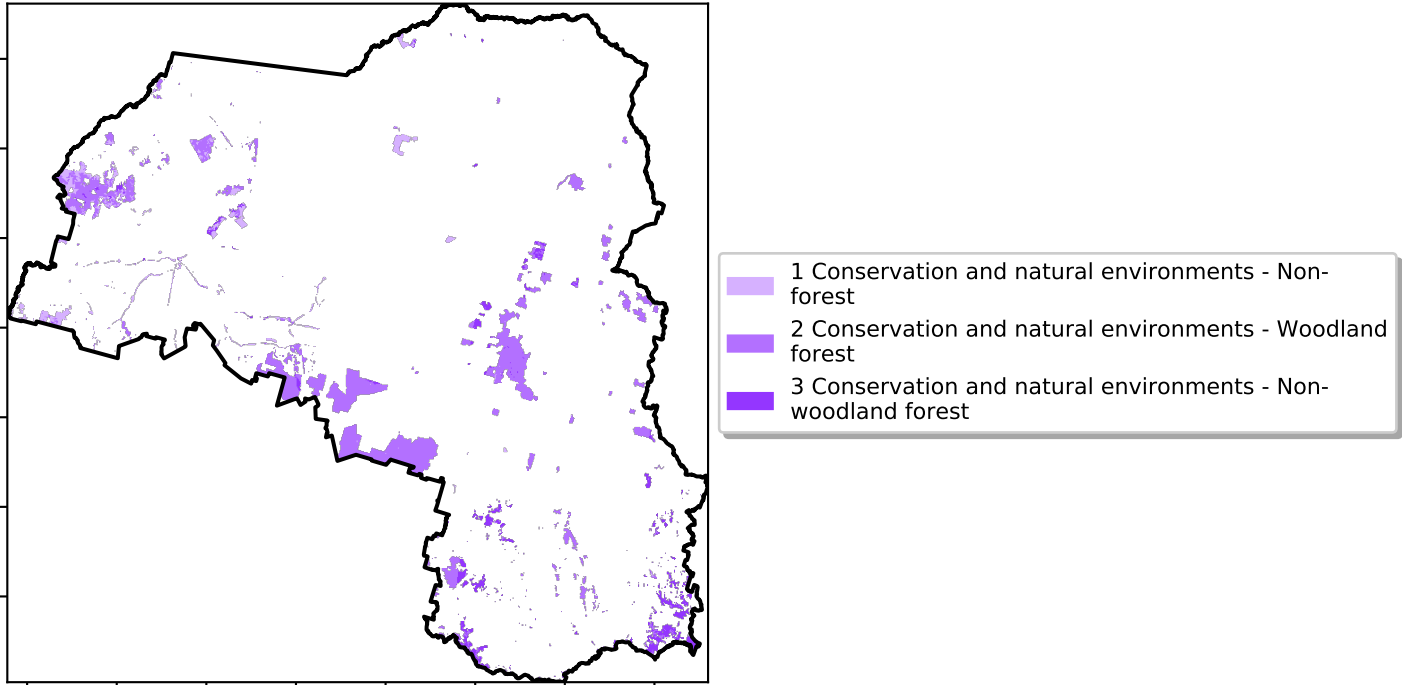 1 Conservation and natural environments - Non-
forest
2 Conservation and natural environments - Woodland
forest
3 Conservation and natural environments - Non-
woodland forest